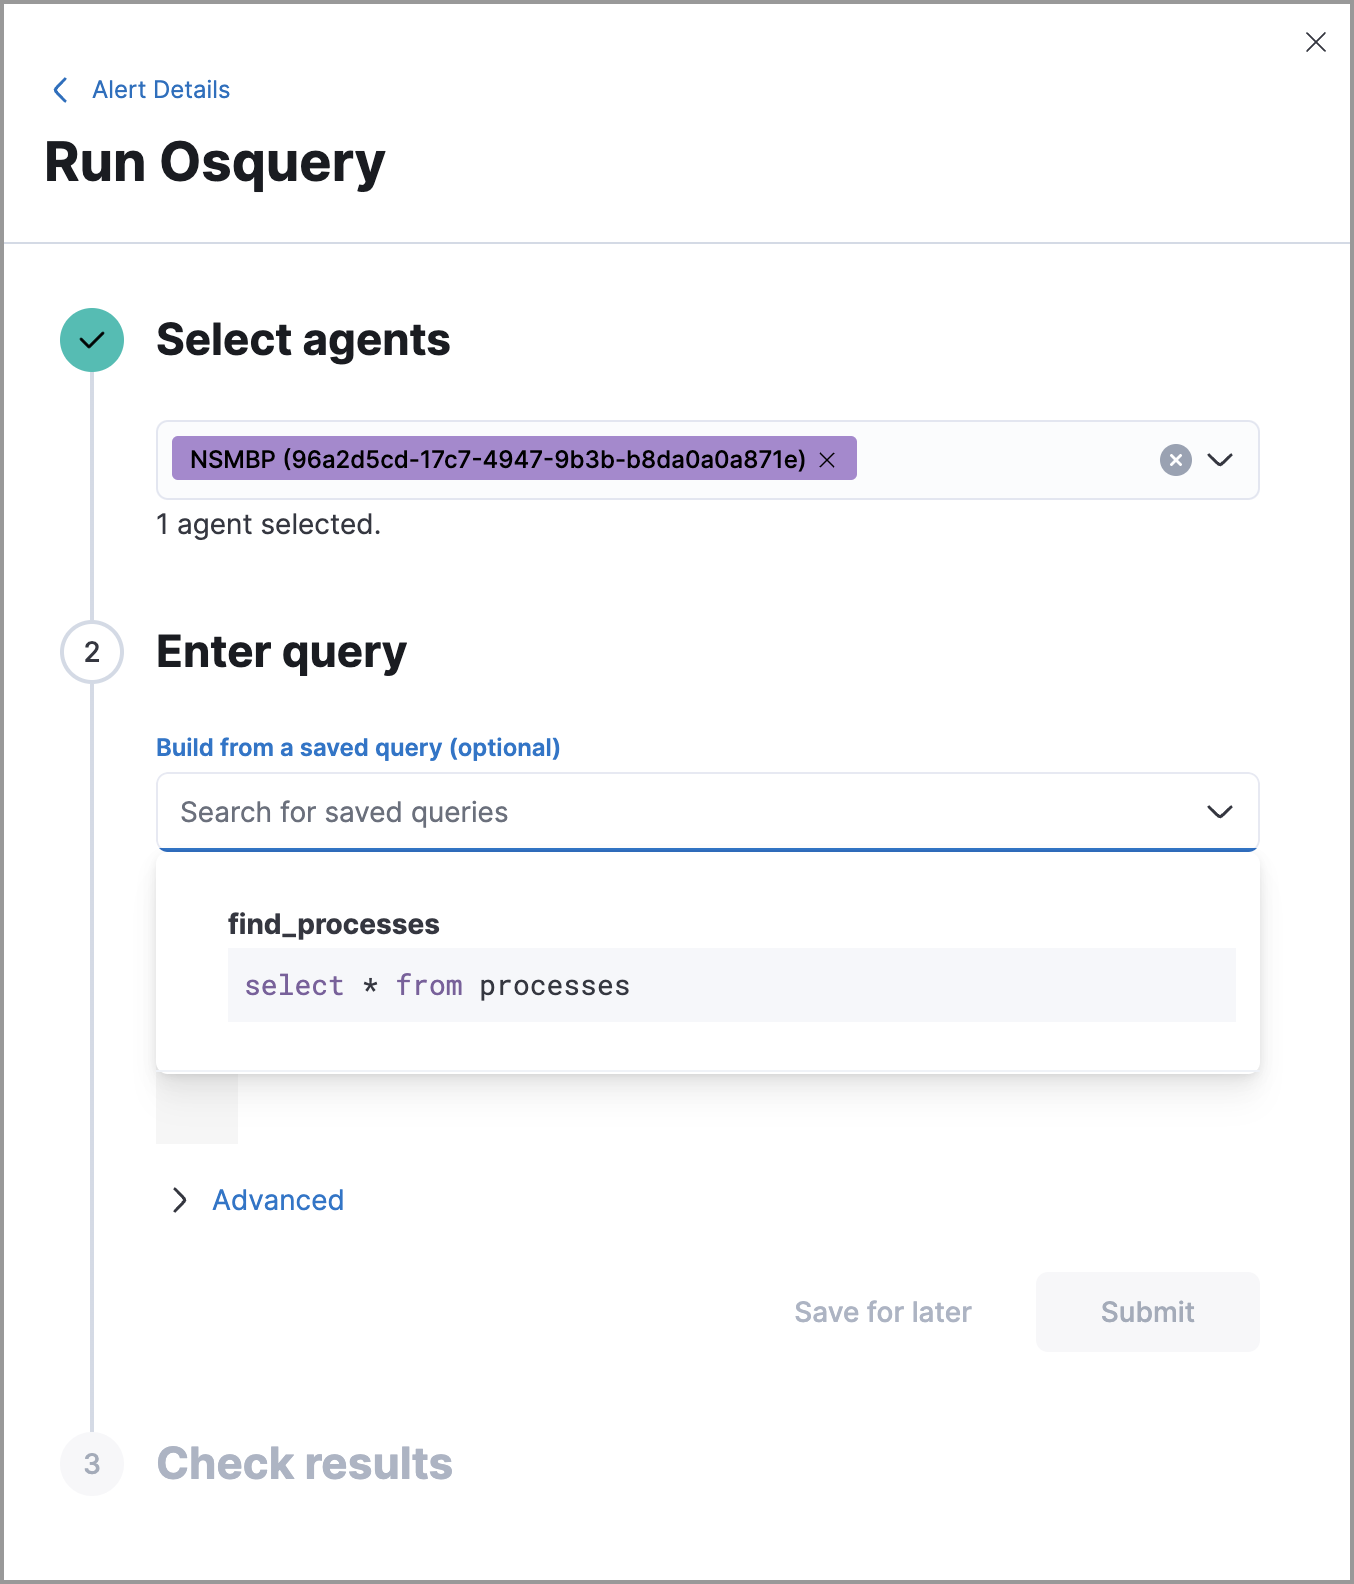 Alert Details
Run Osquery
Select agents
NSMBP (96a2d5cd-17c7-4947-9b3b-b8da0a0a871e)
1 agent selected.
2
Enter query
Build from a saved query (optional)
Search for saved queries
find_processes
select * from processes
Advanced
Save for later
Submit
3
Check results